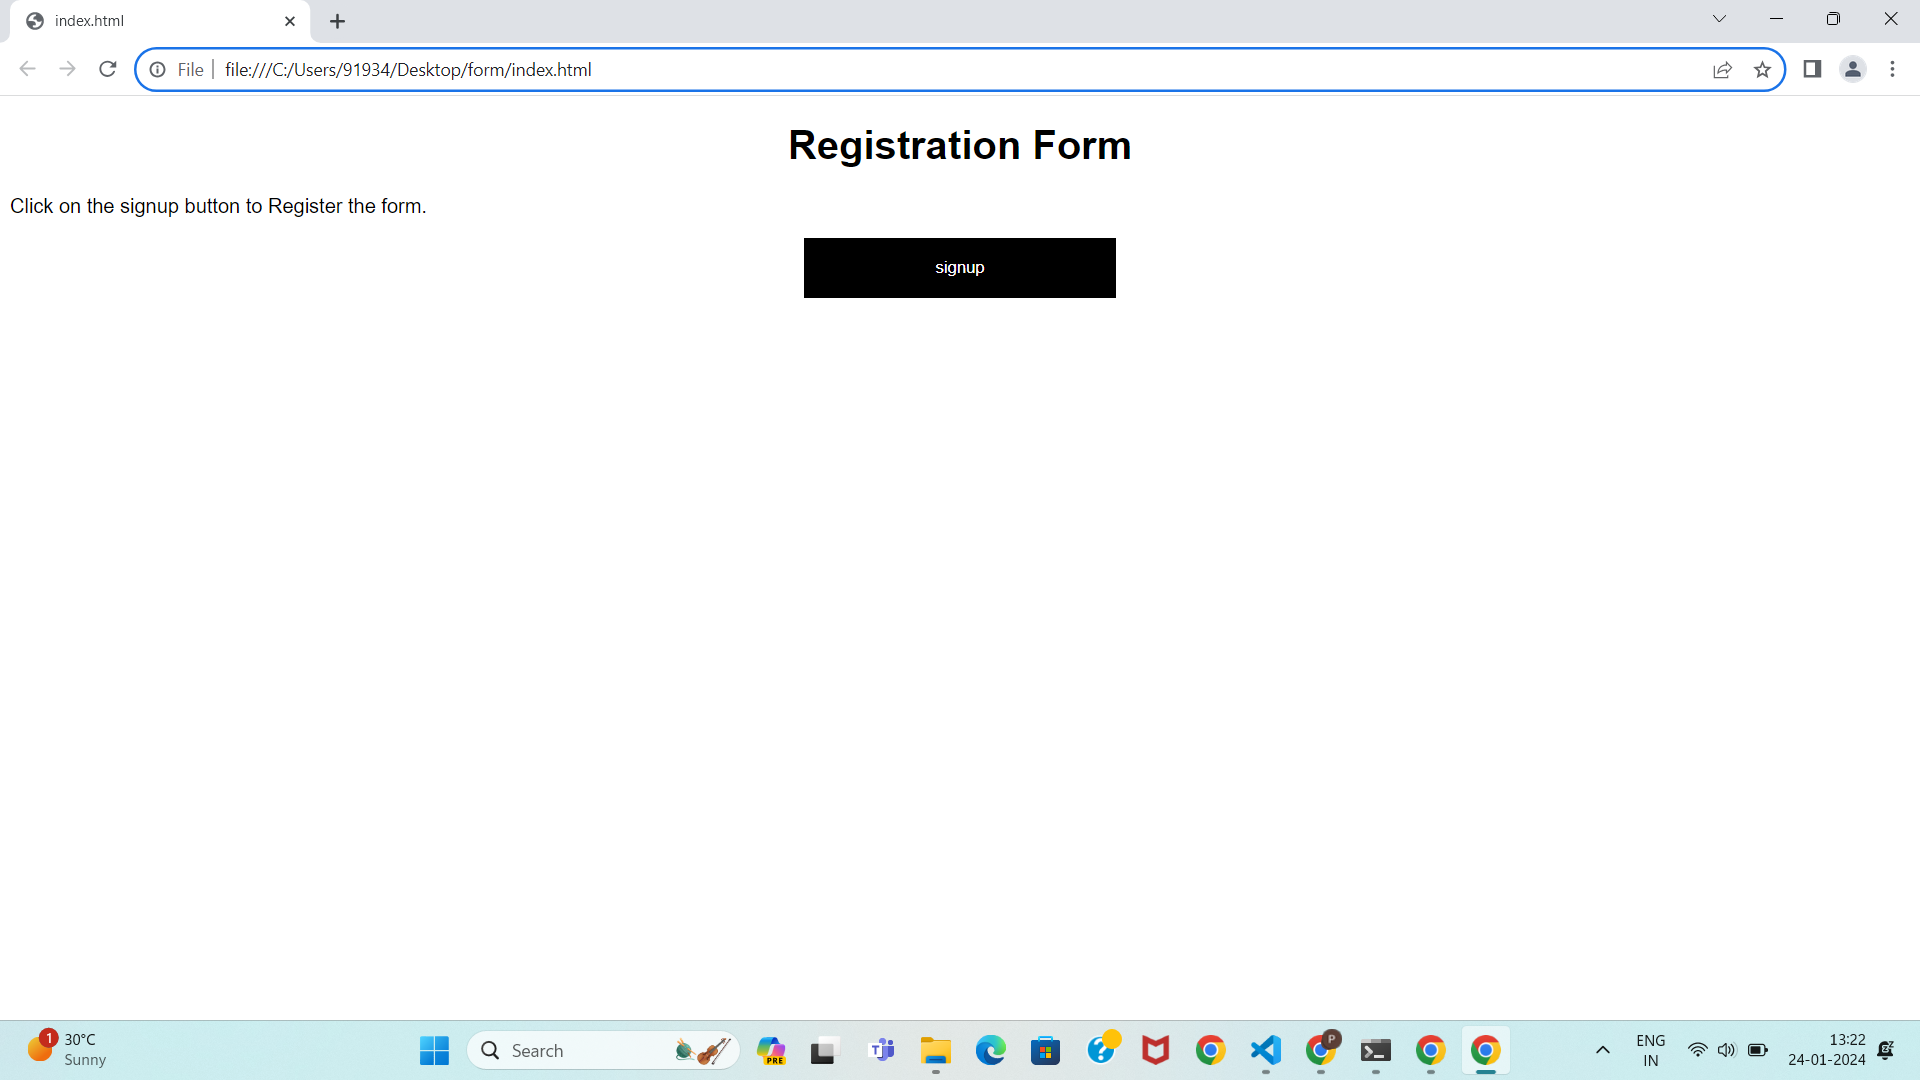 index.html
File
file:///C:/Users/91934/Desktop/form/index.html
Registration Form
Click on the signup button to Register the form.
signup
1
30°C
Sunny
Search
PRE
T
?
P
ENG
IN
13:22
24-01-2024